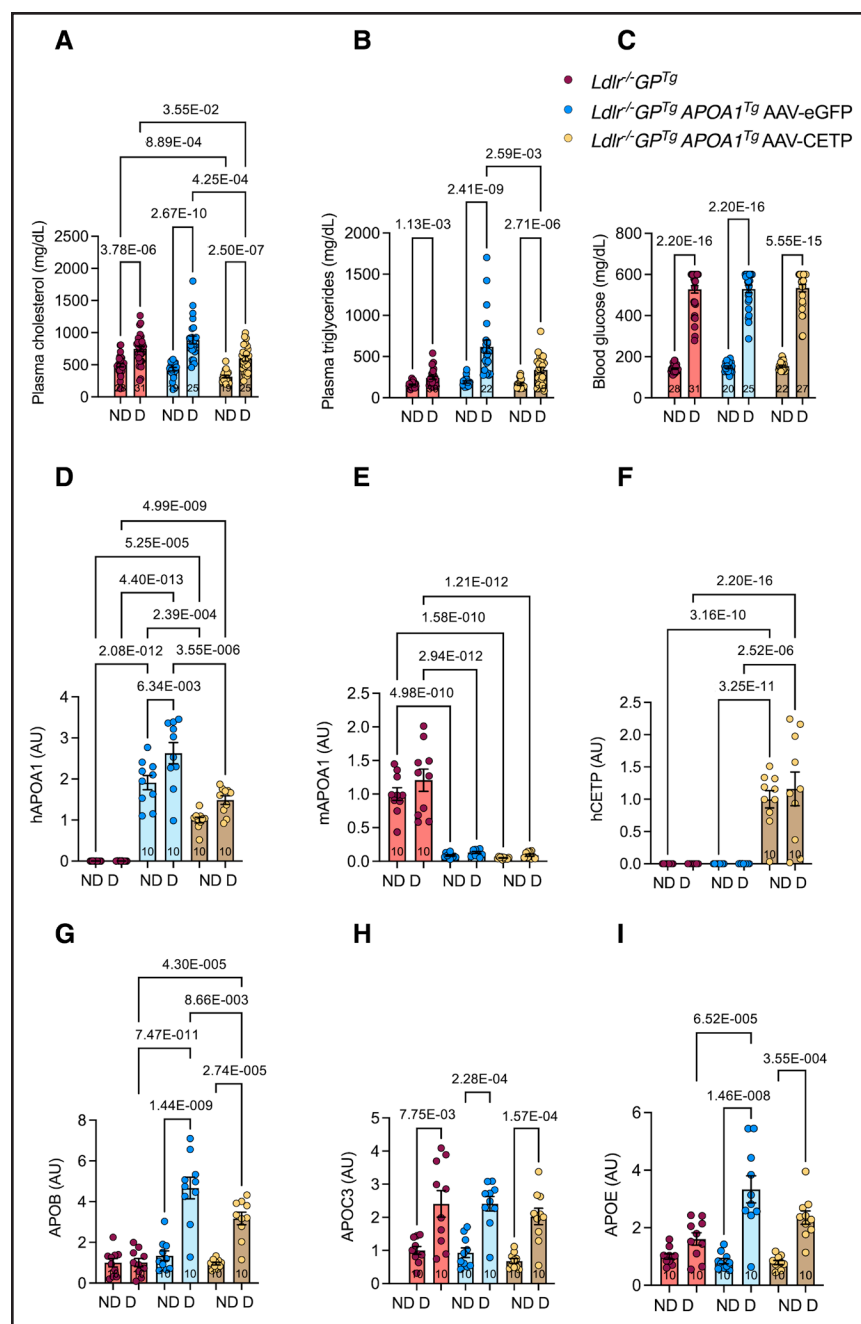 A
B
C
Ldlr-/-GPTg
Ldlr-/-GPTg APOA1Tg AAV-eGFP
Ldlr-/-GPTg APOA1Tg AAV-CETP
3.55E-02
8.89E-04
4.25E-04
2.67E-10
3.78E-06
2.50E-07
Plasma cholesterol (mg/dL)
2500
2000
1500
1000
500
0
31
25
ND D
ND D
ND D
2.59E-03
2.41E-09
1.13E-03
2.71E-06
Plasma triglycerides (mg/dL)
2000
1500
1000
500
0
22
ND D
ND D
ND D
2.20E-16
2.20E-16
5.55E-15
Blood glucose (mg/dL)
800
600
400
200
0
28
31
20
25
22
27
ND D
ND D
ND D
D
E
F
4.99E-009
5.25E-005
4.40E-013
2.39E-004
2.08E-012
3.55E-006
6.34E-003
hAPOA1 (AU)
4
3
2
1
0
10
10
10
10
ND D
ND D
ND D
1.21E-012
1.58E-010
2.94E-012
4.98E-010
mAPOA1 (AU)
2.5
2.0
1.5
1.0
0.5
0.0
10
10
ND D
ND D
ND D
2.20E-16
3.16E-10
2.52E-06
3.25E-11
hCETP (AU)
2.5
2.0
1.5
1.0
0.5
0.0
10
10
ND D
ND D
ND D
G
H
I
4.30E-005
8.66E-003
7.47E-011
2.74E-005
1.44E-009
APOB (AU)
8
6
4
2
0
10
10
10
10
ND D
ND D
ND D
7.75E-03
2.28E-04
1.57E-04
APOC3 (AU)
5
4
3
2
1
0
10
10
10
10
10
10
ND D
ND D
ND D
6.52E-005
3.55E-004
1.46E-008
APOE (AU)
6
4
2
0
10
10
10
10
10
10
ND D
ND D
ND D